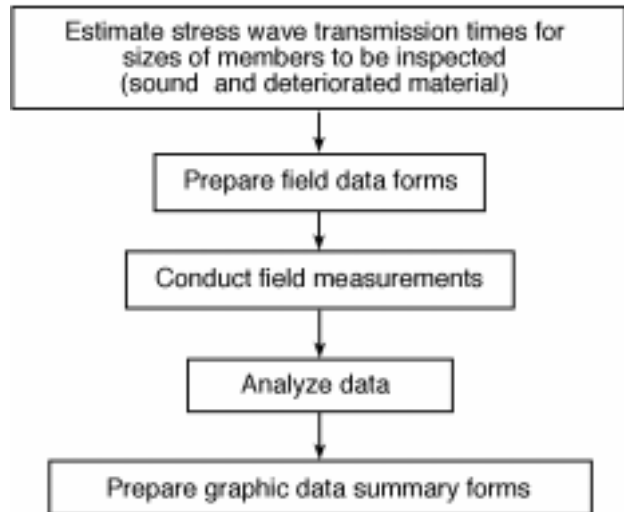 Estimate stress wave transmission times for
sizes of members to be inspected
(sound and deteriorated material)
Prepare field data forms
Conduct field measurements
Analyze data
Prepare graphic data summary forms